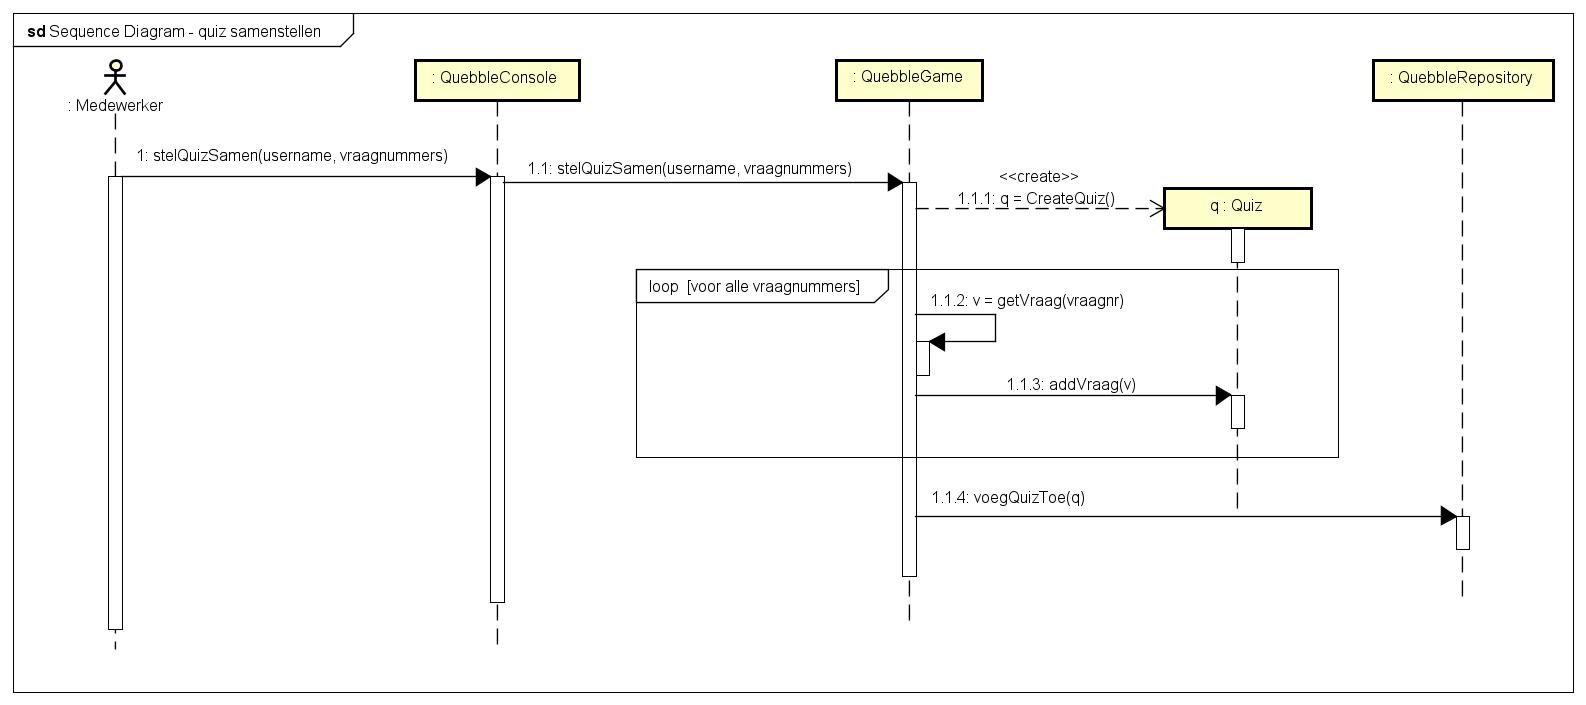 sd Sequence Diagram - quiz samenstellen
: Medewerker
: QuebbleConsole
: QuebbleGame
: QuebbleRepository
1: stelQuizSamen(username, vraagnummers)
1.1: stelQuizSamen(username, vraagnummers)
<<create>>
1.1.1: q = CreateQuiz()
q : Quiz
loop [voor alle vraagnummers]
1.1.2: v = getVraag(vraagnr)
1.1.3: addVraag(v)
1.1.4: voegQuizToe(q)